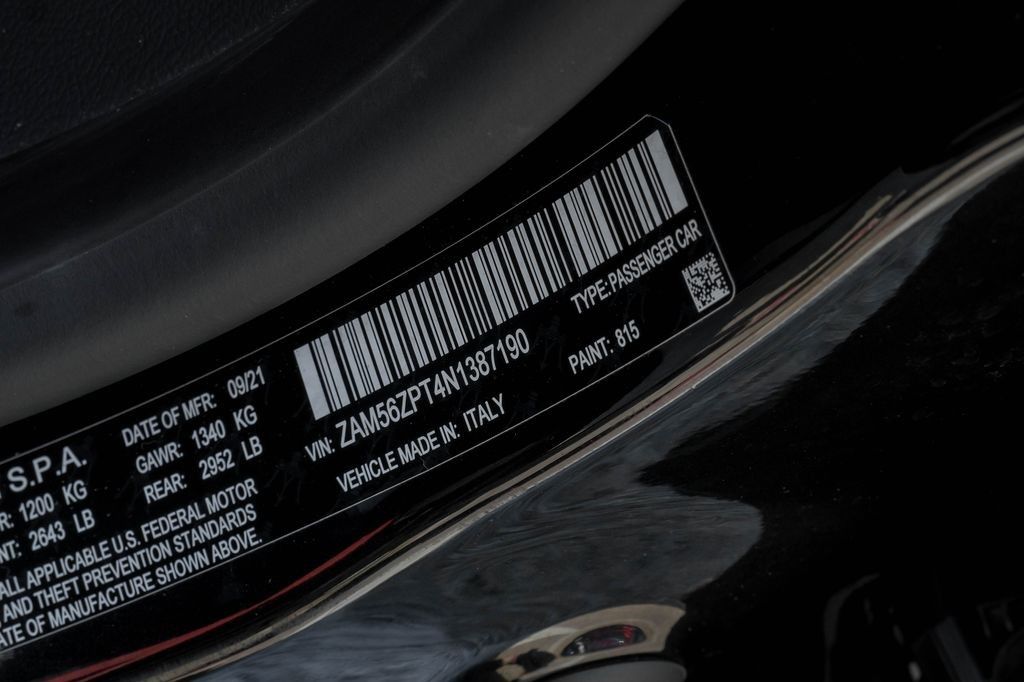 S.P.A.
R: 1200 KG
NT: 2643 LB
DATE OF MFR: 09/21
GAWR: 1340 KG
REAR: 2952 LB
ALL APPLICABLE U.S. FEDERAL MOTOR
AND THEFT PREVENTION STANDARDS
ATE OF MANUFACTURE SHOWN ABOVE.
VIN: ZAM56ZPT4N1387190
TYPE: PASSENGER CAR
VEHICLE MADE IN: ITALY
PAINT: 815